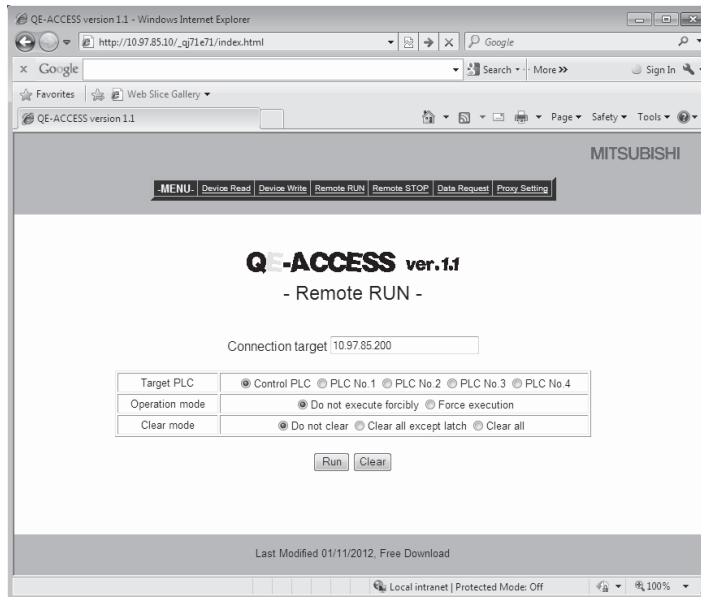 QE-ACCESS version 1.1 - Windows Internet Explorer
http://10.97.85.10/_qj71e71/index.html
Google
x Google
Search
More >>
Sign In
Favorites
Web Slice Gallery
QE-ACCESS version 1.1
Page
Safety
Tools
MITSUBISHI
-MENU- Device Read Device Write Remote RUN Remote STOP Data Request Proxy Setting
QE-ACCESS ver.1.1
- Remote RUN -
Connection target 10.97.85.200
Target PLC Control PLC PLC No.1 PLC No.2 PLC No.3 PLC No.4
Operation mode Do not execute forcibly Force execution
Clear mode Do not clear Clear all except latch Clear all
Run Clear
Last Modified 01/11/2012, Free Download
Local intranet | Protected Mode: Off
100%